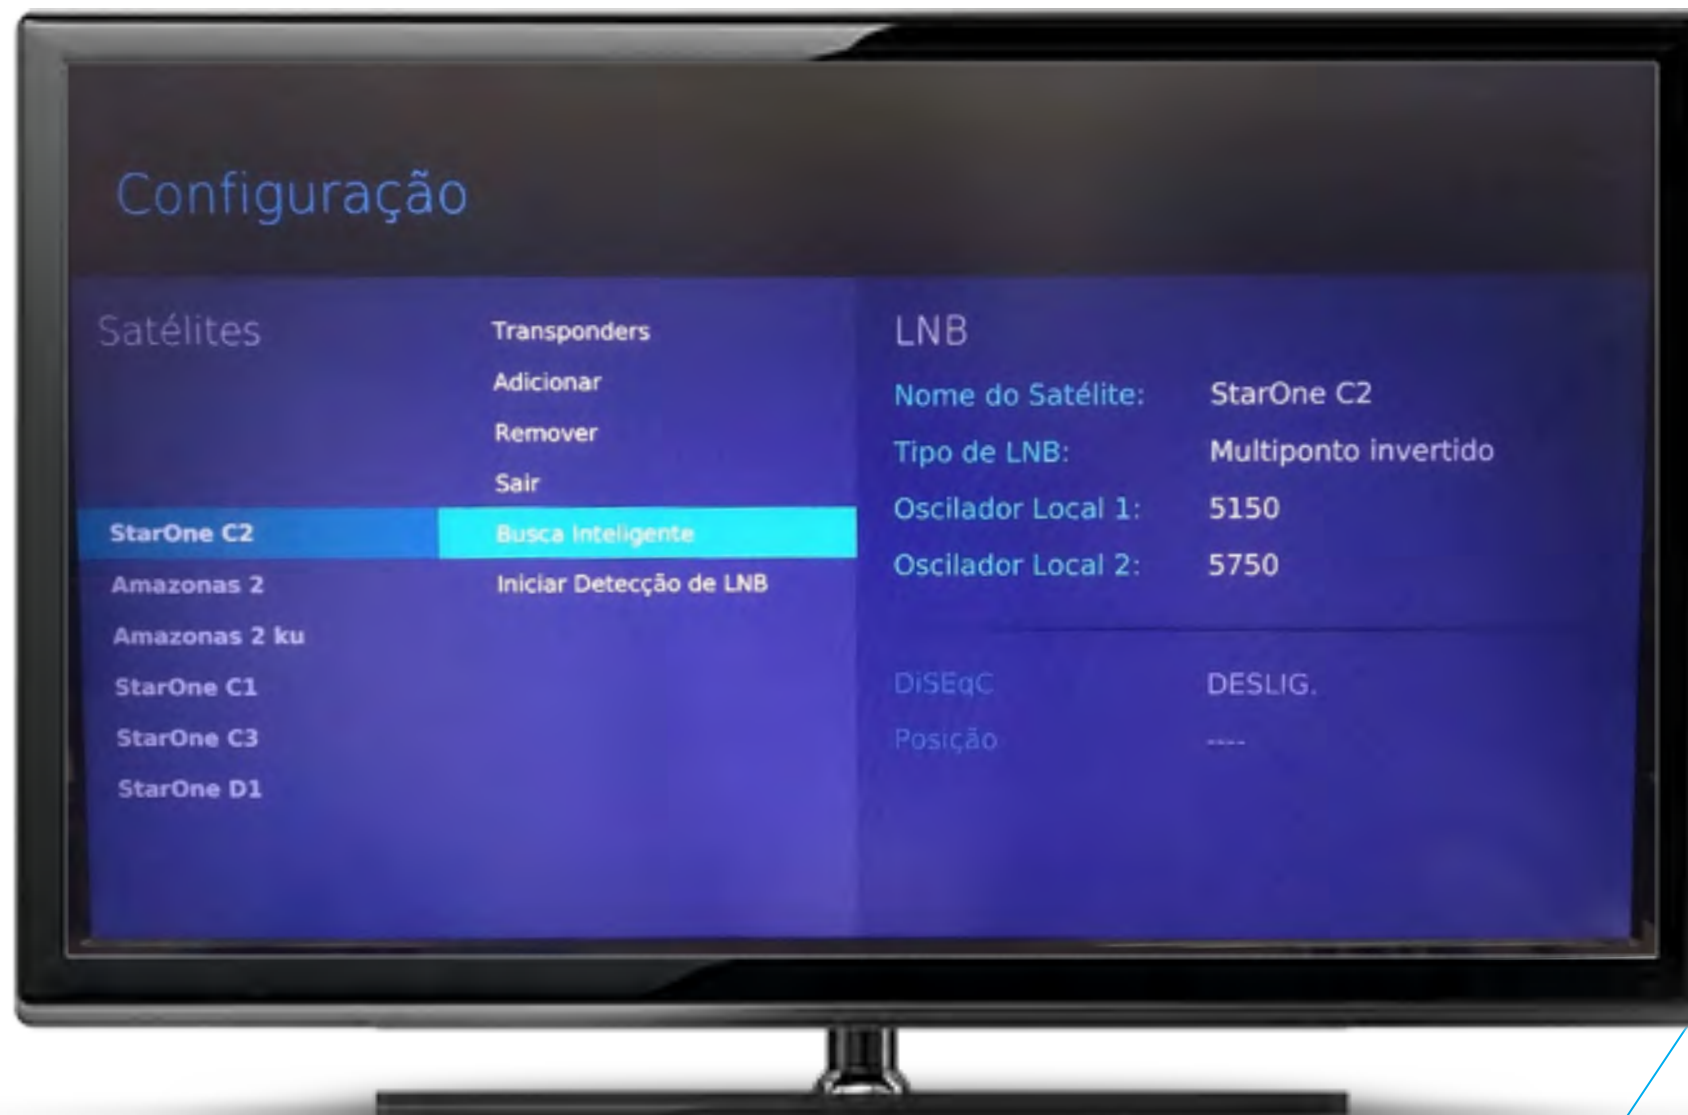 Configuração
Satélites
StarOne C2
Amazonas 2
Amazonas 2 ku
StarOne C1
StarOne C3
StarOne D1
Transponders
Adicionar
Remover
Sair
Busca Inteligente
Iniciar Detecção de LNB
LNB
Nome do Satélite: StarOne C2
Tipo de LNB: Multiponto invertido
Oscilador Local 1: 5150
Oscilador Local 2: 5750
DiSEqC DESLIG.
Posição ----